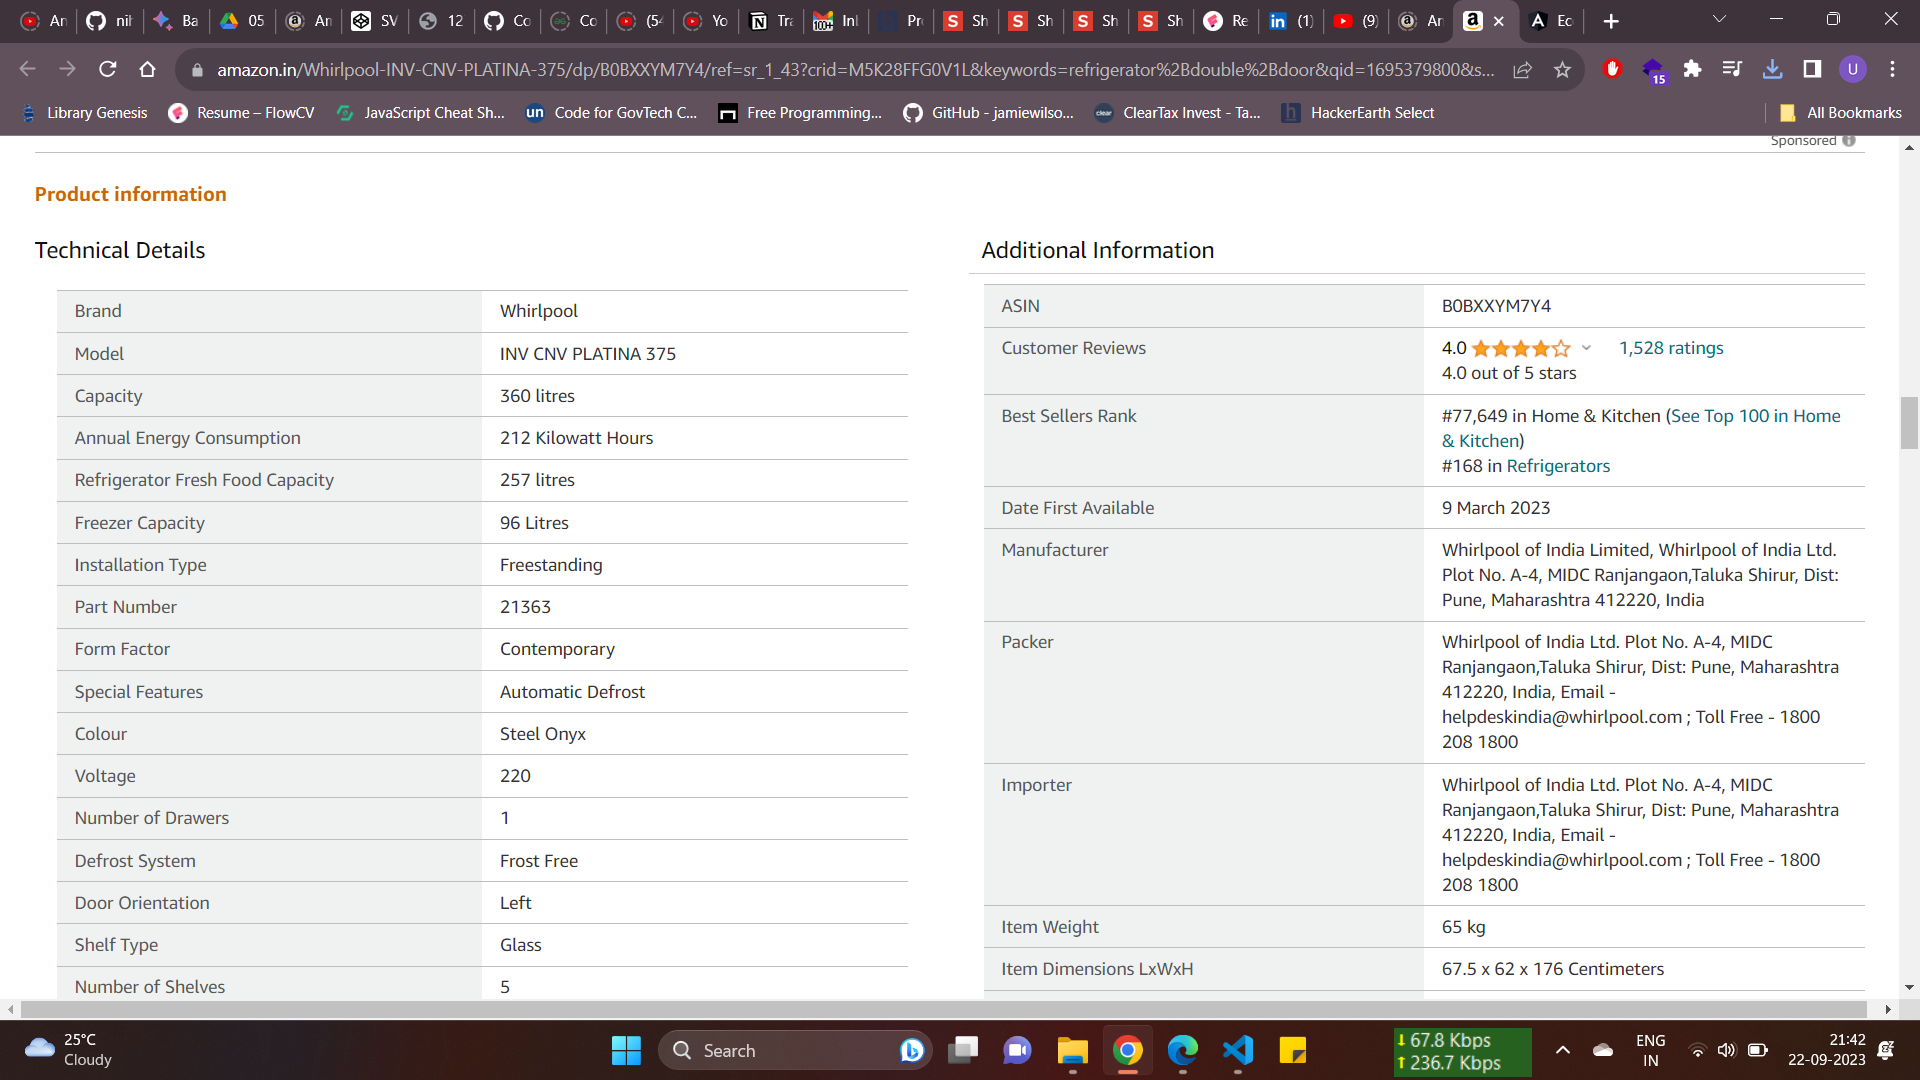 An
nil
Ba
05
An
SV
12
Co
Co
(54
Yo
Tra
Inl
Pro
Sh
Sh
Sh
Sh
Re
(1)
(9)
An
Ec
amazon.in/Whirlpool-INV-CNV-PLATINA-375/dp/B0BXXYM7Y4/ref=sr_1_43?crid=M5K28FFG0V1L&keywords=refrigerator%2Bdouble%2Bdoor&qid=1695379800&s...
15
U
Library Genesis
Resume – FlowCV
JavaScript Cheat Sh...
un Code for GovTech C...
Free Programming...
GitHub - jamiewilso...
ClearTax Invest - Ta...
HackerEarth Select
All Bookmarks
Sponsored
Product information
Technical Details
Brand Whirlpool
Model INV CNV PLATINA 375
Capacity 360 litres
Annual Energy Consumption 212 Kilowatt Hours
Refrigerator Fresh Food Capacity 257 litres
Freezer Capacity 96 Litres
Installation Type Freestanding
Part Number 21363
Form Factor Contemporary
Special Features Automatic Defrost
Colour Steel Onyx
Voltage 220
Number of Drawers 1
Defrost System Frost Free
Door Orientation Left
Shelf Type Glass
Number of Shelves 5
Additional Information
ASIN B0BXXYM7Y4
Customer Reviews 4.0 1,528 ratings
4.0 out of 5 stars
Best Sellers Rank #77,649 in Home & Kitchen (See Top 100 in Home
& Kitchen)
#168 in Refrigerators
Date First Available 9 March 2023
Manufacturer Whirlpool of India Limited, Whirlpool of India Ltd.
Plot No. A-4, MIDC Ranjangaon,Taluka Shirur, Dist:
Pune, Maharashtra 412220, India
Packer Whirlpool of India Ltd. Plot No. A-4, MIDC
Ranjangaon,Taluka Shirur, Dist: Pune, Maharashtra
412220, India, Email -
helpdeskindia@whirlpool.com ; Toll Free - 1800
208 1800
Importer Whirlpool of India Ltd. Plot No. A-4, MIDC
Ranjangaon,Taluka Shirur, Dist: Pune, Maharashtra
412220, India, Email -
helpdeskindia@whirlpool.com ; Toll Free - 1800
208 1800
Item Weight 65 kg
Item Dimensions LxWxH 67.5 x 62 x 176 Centimeters
25°C
Cloudy
Search
67.8 Kbps
236.7 Kbps
ENG
IN
21:42
22-09-2023